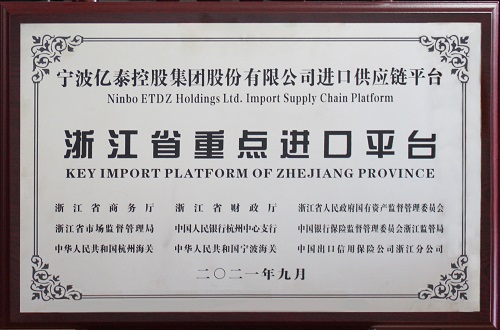 宁波亿泰控股集团股份有限公司进口供应链平台
Ninbo ETDZ Holdings Ltd. Import Supply Chain Platform
浙江省重点进口平台
KEY IMPORT PLATFORM OF ZHEJIANG PROVINCE
浙江省商务厅 浙江省财政厅 浙江省人民政府国有资产监督管理委员会
浙江省市场监督管理局 中国人民银行杭州中心支行 中国银行保险监督管理委员会浙江监管局
中华人民共和国杭州海关 中华人民共和国宁波海关 中国出口信用保险公司浙江分公司
二〇二一年九月